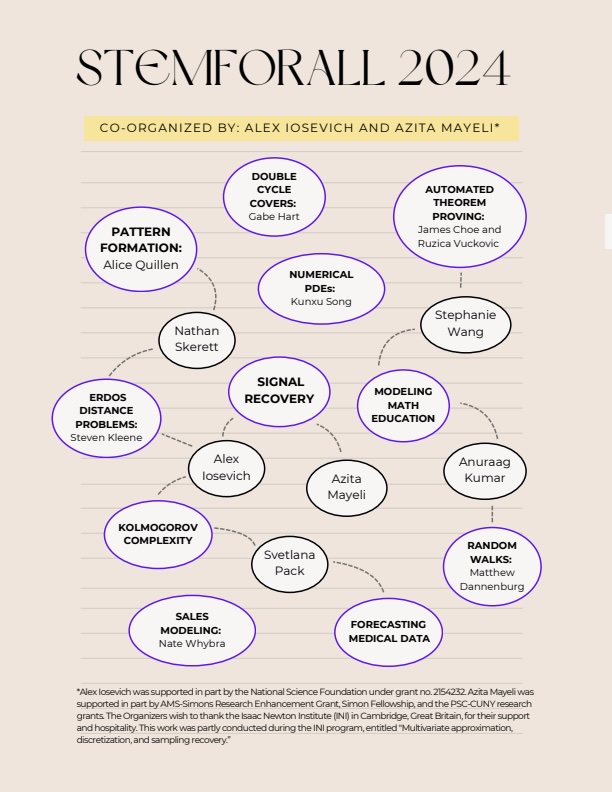 STEMFORALL 2024
CO-ORGANIZED BY: ALEX IOSEVICH AND AZITA MAYELI*
DOUBLE
CYCLE
COVERS:
Gabe Hart
AUTOMATED
THEOREM
PROVING:
James Choe and
Ruzica Vuckovic
PATTERN
FORMATION:
Alice Quillen
NUMERICAL
PDEs:
Kunxu Song
Stephanie
Wang
Nathan
Skerett
SIGNAL
RECOVERY
MODELING
MATH
EDUCATION
ERDOS
DISTANCE
PROBLEMS:
Steven Kleene
Alex
Iosevich
Azita
Mayeli
Anuraag
Kumar
KOLMOGOROV
COMPLEXITY
Svetlana
Pack
RANDOM
WALKS:
Matthew
Dannenburg
SALES
MODELING:
Nate Whybra
FORECASTING
MEDICAL DATA
*Alex Iosevich was supported in part by the National Science Foundation under grant no. 2154232. Azita Mayeli was
supported in part by AMS-Simons Research Enhancement Grant, Simon Fellowship, and the PSC-CUNY research
grants. The Organizers wish to thank the Isaac Newton Institute (INI) in Cambridge, Great Britain, for their support
and hospitality. This work was partly conducted during the INI program, entitled “Multivariate approximation,
discretization, and sampling recovery.”